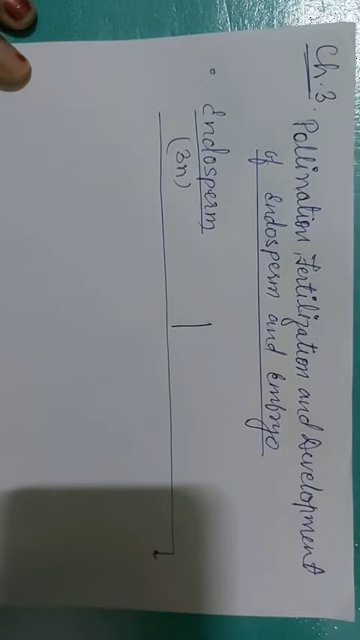 Ch.3. Pollination, Fertilization and Development
of Endosperm and Embryo
• Endosperm
(3n)